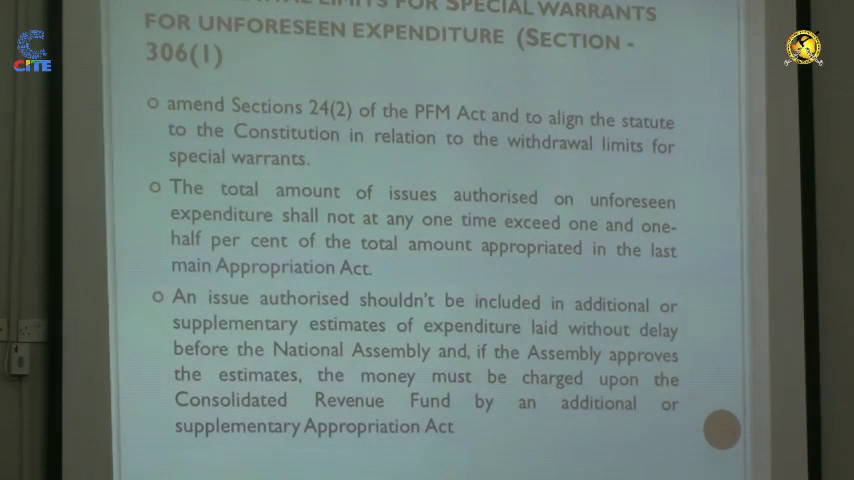 LIMITS FOR SPECIAL WARRANTS
FOR UNFORESEEN EXPENDITURE (SECTION -
306(1)
amend Sections 24(2) of the PFM Act and to align the statute
to the Constitution in relation to the withdrawal limits for
special warrants.
The total amount of issues authorised on unforeseen
expenditure shall not at any one time exceed one and one-
half per cent of the total amount appropriated in the last
main Appropriation Act.
An issue authorised shouldn't be included in additional or
supplementary estimates of expenditure laid without delay
before the National Assembly and, if the Assembly approves
the estimates, the money must be charged upon the
Consolidated Revenue Fund by an additional or
supplementary Appropriation Act
CITE